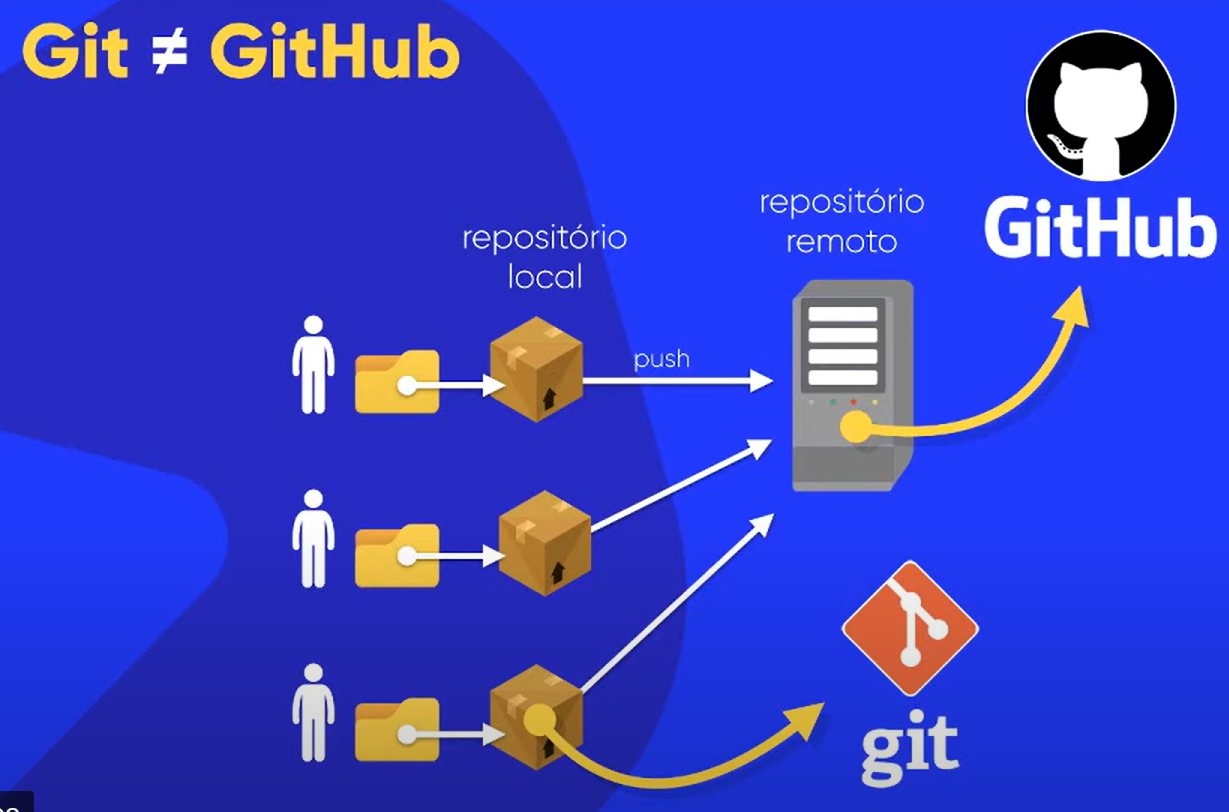 Git ≠ GitHub
GitHub
repositório
remoto
repositório
local
push
git